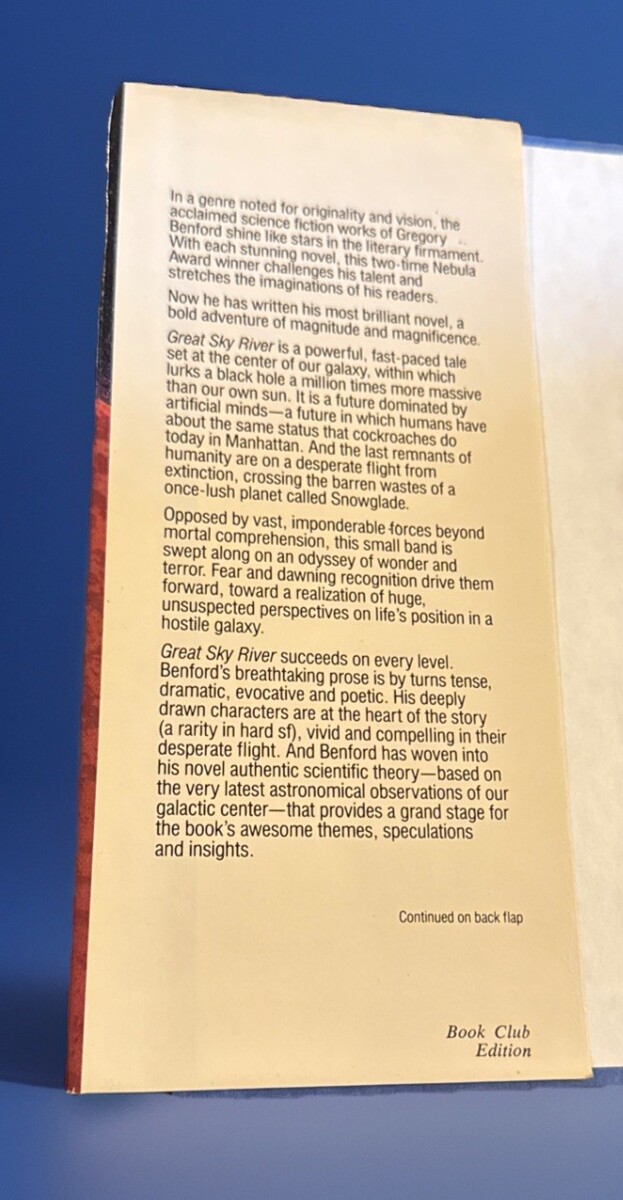 In a genre noted for originality and vision, the
acclaimed science fiction works of Gregory
Benford shine like stars in the literary firmament.
With each stunning novel, this two-time Nebula
Award winner challenges his talent and
stretches the imaginations of his readers.
Now he has written his most brilliant novel, a
bold adventure of magnitude and magnificence.
Great Sky River is a powerful, fast-paced tale
set at the center of our galaxy, within which
lurks a black hole a million times more massive
than our own sun. It is a future dominated by
artificial minds—a future in which humans have
about the same status that cockroaches do
today in Manhattan. And the last remnants of
humanity are on a desperate flight from
extinction, crossing the barren wastes of a
once-lush planet called Snowglade.
Opposed by vast, imponderable forces beyond
mortal comprehension, this small band is
swept along on an odyssey of wonder and
terror. Fear and dawning recognition drive them
forward, toward a realization of huge,
unsuspected perspectives on life's position in a
hostile galaxy.
Great Sky River succeeds on every level.
Benford's breathtaking prose is by turns tense,
dramatic, evocative and poetic. His deeply
drawn characters are at the heart of the story
(a rarity in hard sf), vivid and compelling in their
desperate flight. And Benford has woven into
his novel authentic scientific theory—based on
the very latest astronomical observations of our
galactic center—that provides a grand stage for
the book's awesome themes, speculations
and insights.
Continued on back flap
Book Club
Edition